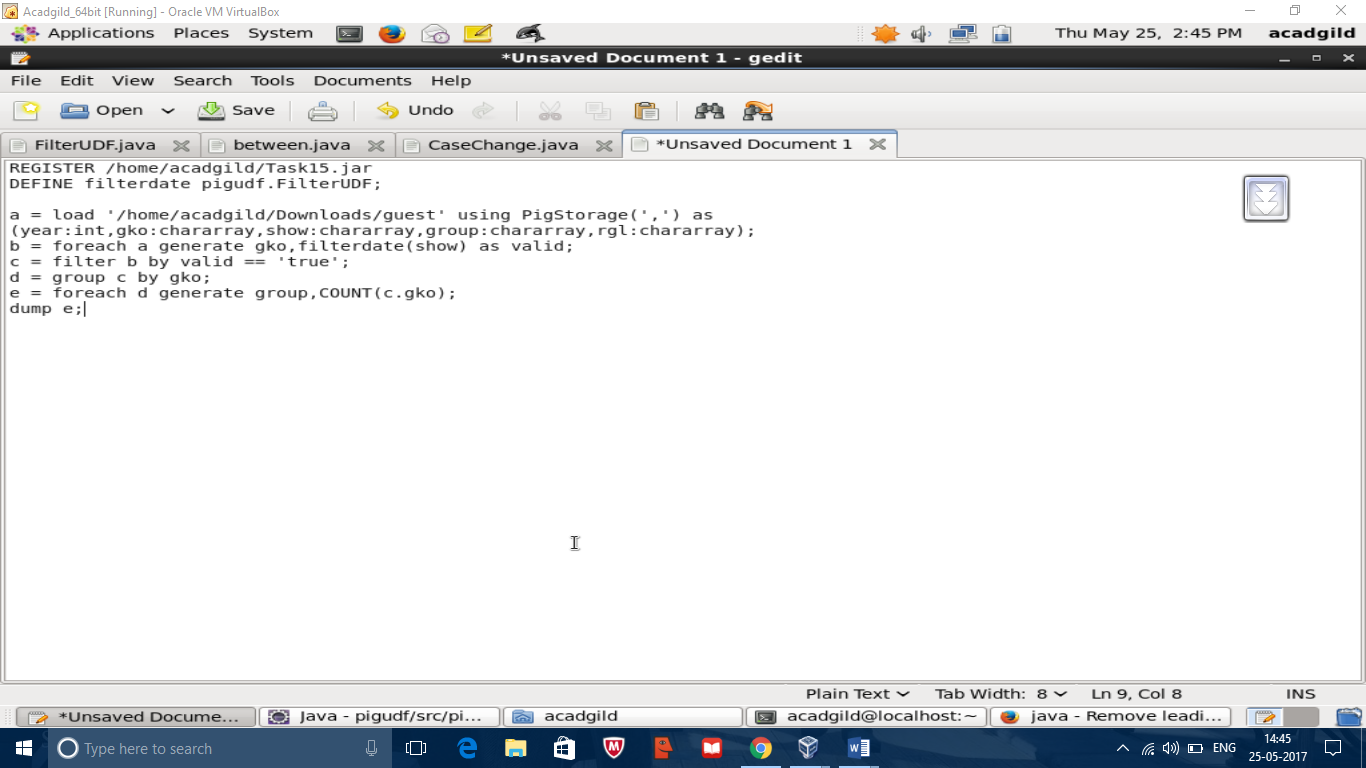 Acadgild_64bit [Running] - Oracle VM VirtualBox
Applications Places System Thu May 25, 2:45 PM acadgild
*Unsaved Document 1 - gedit
File Edit View Search Tools Documents Help
Open Save Undo
FilterUDF.java between.java CaseChange.java *Unsaved Document 1
REGISTER /home/acadgild/Task15.jar
DEFINE filterdate pigudf.FilterUDF;
a = load '/home/acadgild/Downloads/guest' using PigStorage(',') as
(year:int,gko:chararray,show:chararray,group:chararray,rgl:chararray);
b = foreach a generate gko,filterdate(show) as valid;
c = filter b by valid == 'true';
d = group c by gko;
e = foreach d generate group,COUNT(c.gko);
dump e;
Plain Text Tab Width: 8 Ln 9, Col 8 INS
*Unsaved Docume... Java - pigudf/src/pi... acadgild acadgild@localhost:~ java - Remove leadi...
Type here to search ENG 14:45
25-05-2017